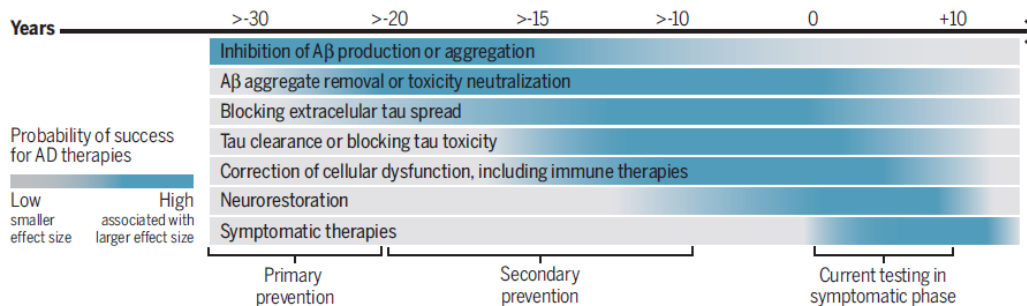 Years >-30 >-20 >-15 >-10 0 +10
Inhibition of Aβ production or aggregation
Aβ aggregate removal or toxicity neutralization
Blocking extracelular tau spread
Tau clearance or blocking tau toxicity
Correction of cellular dysfunction, including immune therapies
Neurorestoration
Symptomatic therapies
Probability of success
for AD therapies
Low High
smaller associated with
effect size larger effect size
Primary Secondary Current testing in
prevention prevention symptomatic phase